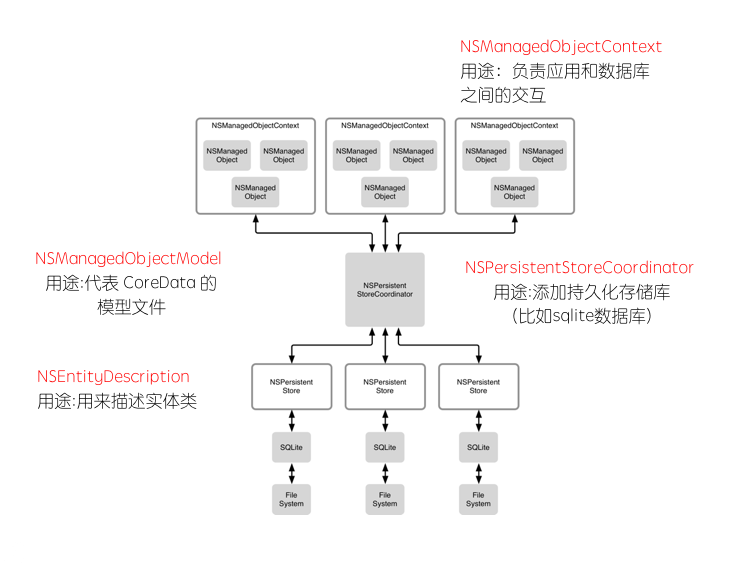 NSManagedObjectContext
用途：负责应用和数据库
之间的交互
NSManagedObjectContext
NSManaged
Object
NSManaged
Object
NSManaged
Object
NSManagedObjectContext
NSManaged
Object
NSManaged
Object
NSManaged
Object
NSManagedObjectContext
NSManaged
Object
NSManaged
Object
NSManaged
Object
NSManagedObjectModel
用途:代表 CoreData 的
模型文件
NSPersistent
StoreCoordinator
NSPersistentStoreCoordinator
用途:添加持久化存储库
(比如sqlite数据库)
NSEntityDescription
用途:用来描述实体类
NSPersistent
Store
NSPersistent
Store
NSPersistent
Store
SQLite
SQLite
SQLite
File
System
File
System
File
System